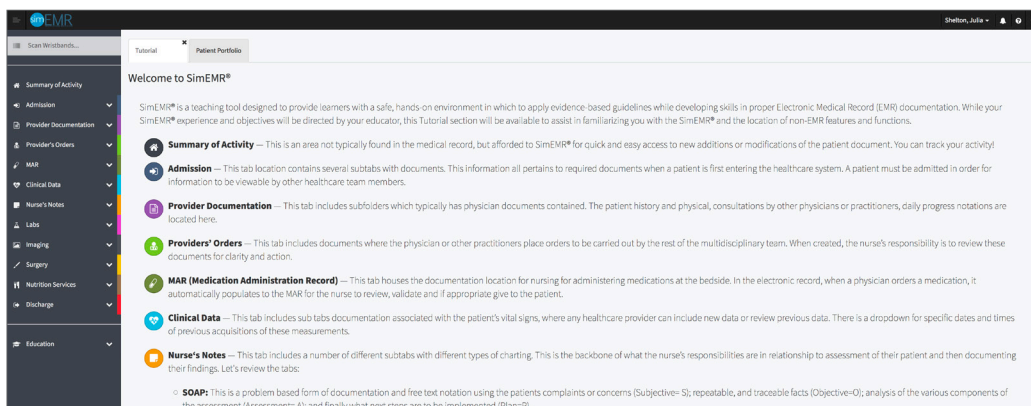 simEMR
Shelton, Julia
Scan Wristbands...
Tutorial
Patient Portfolio
Summary of Activity
Admission
Provider Documentation
Provider's Orders
MAR
Clinical Data
Nurse's Notes
Labs
Imaging
Surgery
Nutrition Services
Discharge
Education
Welcome to SimEMR®
SimEMR® is a teaching tool designed to provide learners with a safe, hands-on environment in which to apply evidence-based guidelines while developing skills in proper Electronic Medical Record (EMR) documentation. While your
SimEMR® experience and objectives will be directed by your educator, this Tutorial section will be available to assist in familiarizing you with the SimEMR® and the location of non-EMR features and functions.
Summary of Activity — This is an area not typically found in the medical record, but afforded to SimEMR® for quick and easy access to new additions or modifications of the patient document. You can track your activity!
Admission — This tab location contains several subtabs with documents. This information all pertains to required documents when a patient is first entering the healthcare system. A patient must be admitted in order for
information to be viewable by other healthcare team members.
Provider Documentation — This tab includes subfolders which typically has physician documents contained. The patient history and physical, consultations by other physicians or practitioners, daily progress notations are
located here.
Providers' Orders — This tab includes documents where the physician or other practitioners place orders to be carried out by the rest of the multidisciplinary team. When created, the nurse's responsibility is to review these
documents for clarity and action.
MAR (Medication Administration Record) — This tab houses the documentation location for nursing for administering medications at the bedside. In the electronic record, when a physician orders a medication, it
automatically populates to the MAR for the nurse to review, validate and if appropriate give to the patient.
Clinical Data — This tab includes sub tabs documentation associated with the patient's vital signs, where any healthcare provider can include new data or review previous data. There is a dropdown for specific dates and times
of previous acquisitions of these measurements.
Nurse's Notes — This tab includes a number of different subtabs with different types of charting. This is the backbone of what the nurse's responsibilities are in relationship to assessment of their patient and then documenting
their findings. Let's review the tabs:
SOAP: This is a problem based form of documentation and free text notation using the patients complaints or concerns (Subjective= S); repeatable, and traceable facts (Objective=O); analysis of the various components of
the assessment (Assessment= A); and finally what next steps are to be implemented (Plan=P)